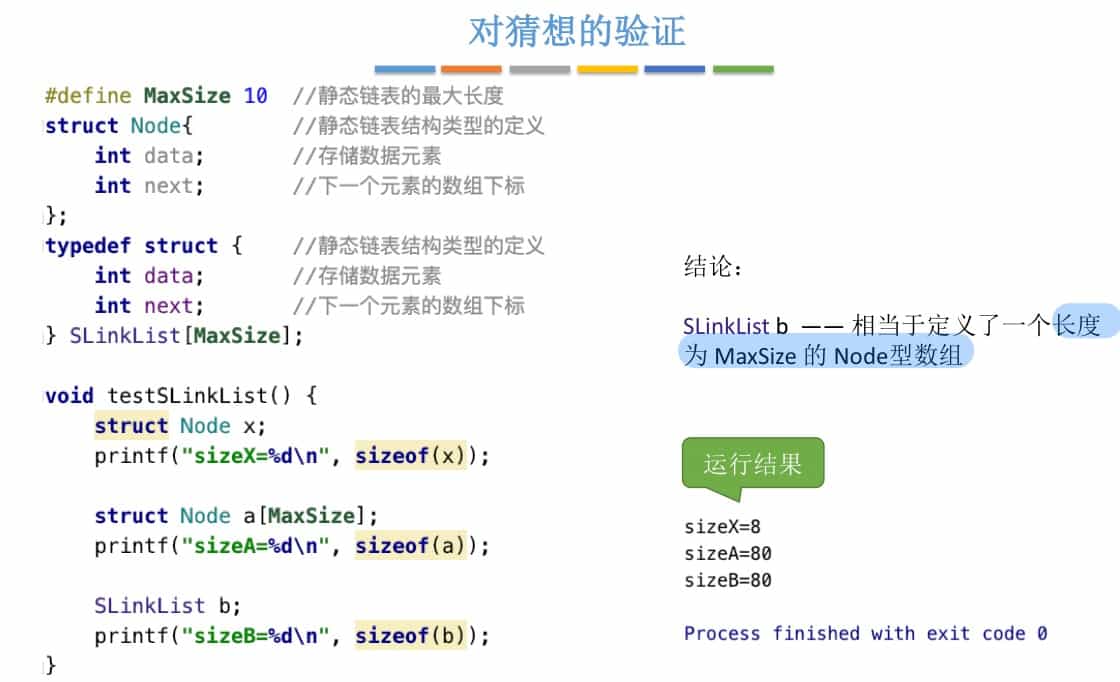 对猜想的验证
#define MaxSize 10 //静态链表的最大长度
struct Node{ //静态链表结构类型的定义
int data; //存储数据元素
int next; //下一个元素的数组下标
};
typedef struct { //静态链表结构类型的定义
int data; //存储数据元素
int next; //下一个元素的数组下标
} SLinkList[MaxSize];
void testSLinkList() {
struct Node x;
printf("sizeX=%d\n", sizeof(x));
struct Node a[MaxSize];
printf("sizeA=%d\n", sizeof(a));
SLinkList b;
printf("sizeB=%d\n", sizeof(b));
}
结论：
SLinkList b —— 相当于定义了一个长度
为 MaxSize 的 Node型数组
运行结果
sizeX=8
sizeA=80
sizeB=80
Process finished with exit code 0